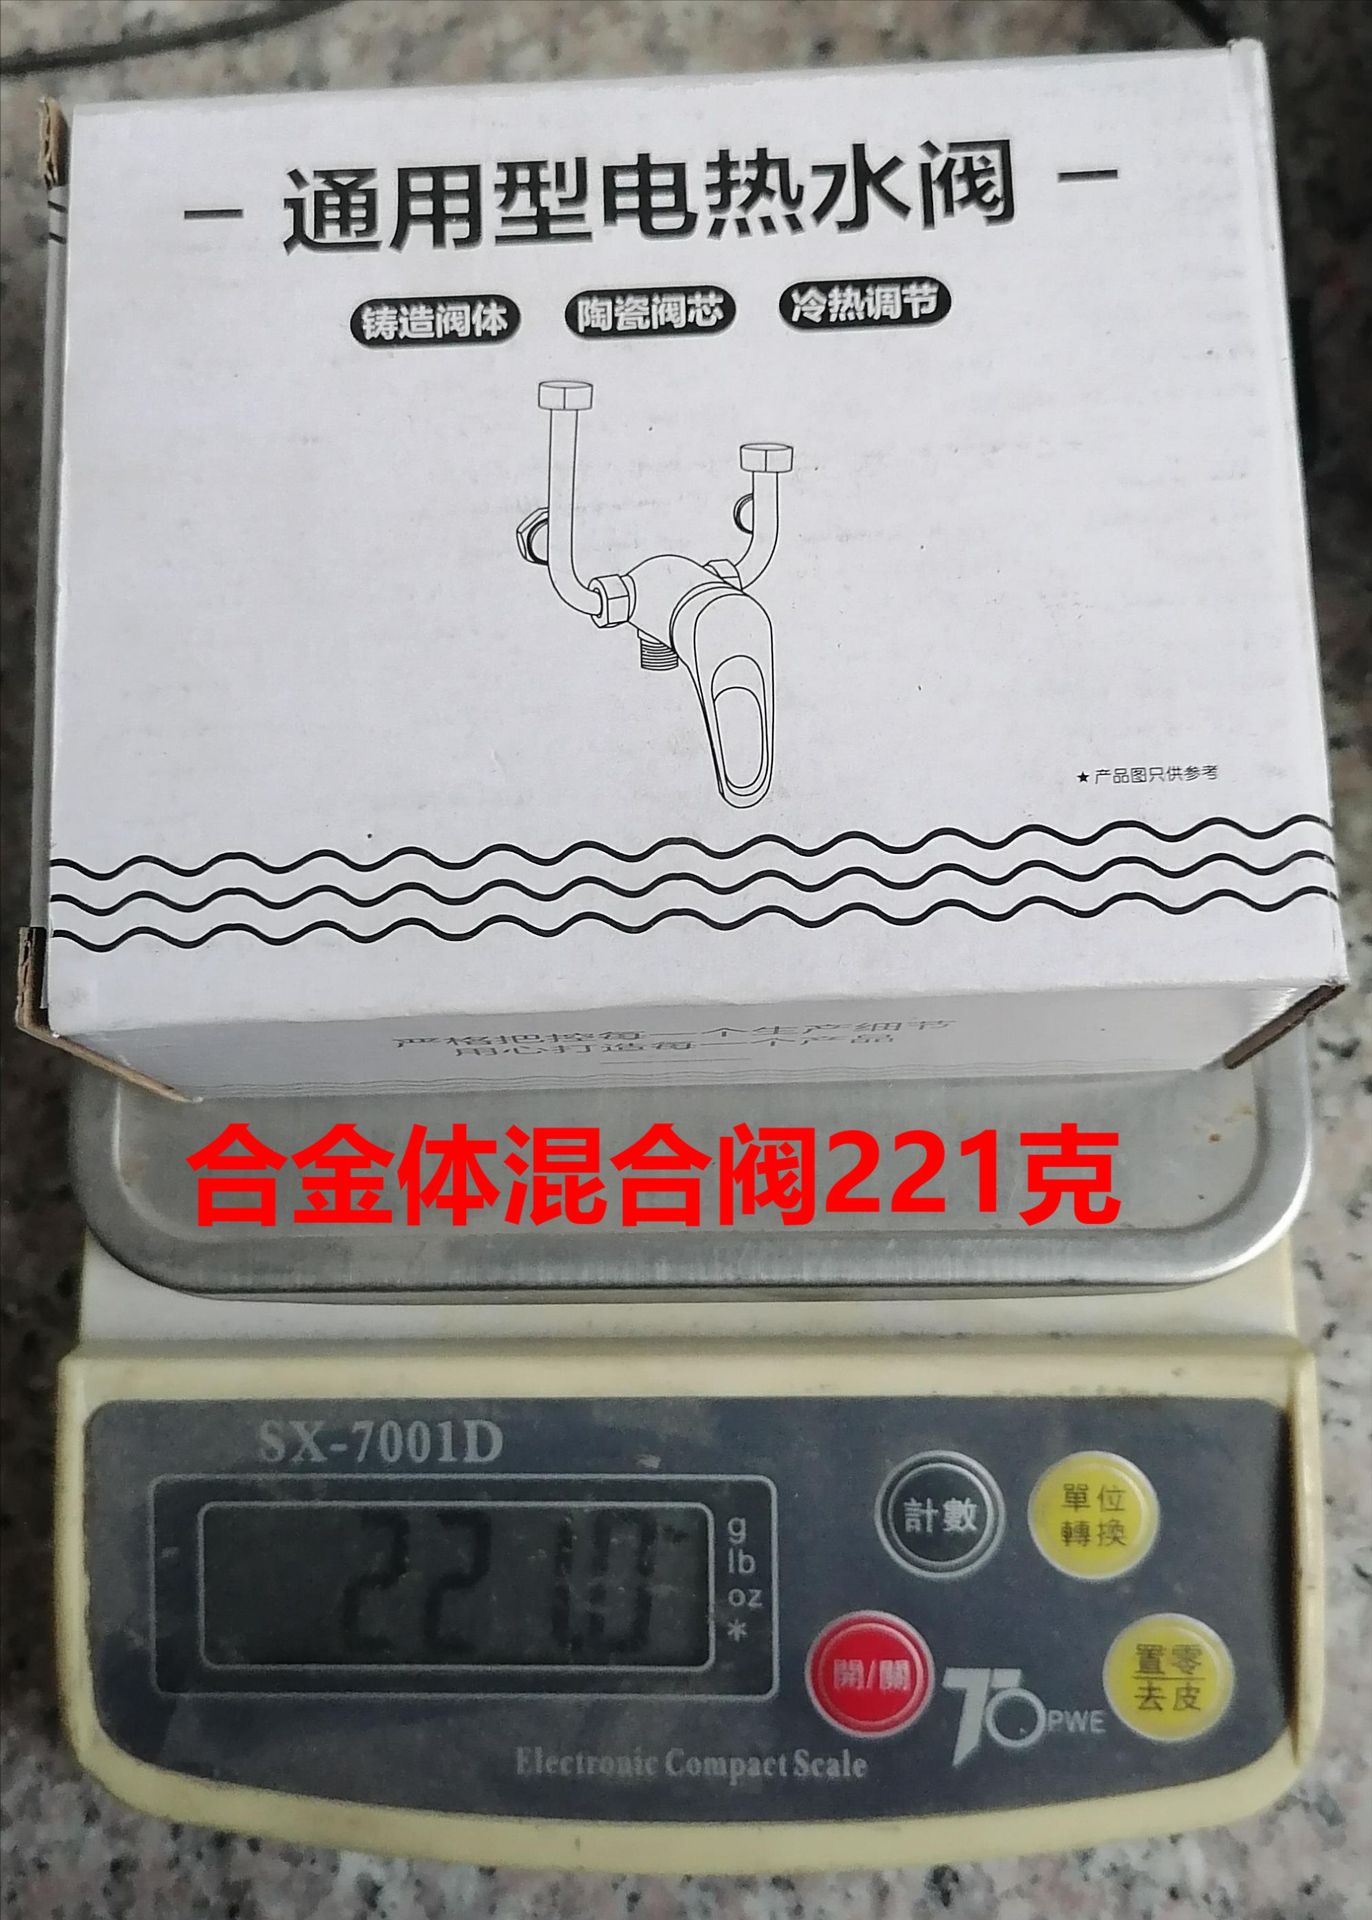 - 通用型电热水阀 -
铸造阀体 陶瓷阀芯 冷热调节
★产品图只供参考
严格把控每一个生产细节
用心打造每一个产品
合金体混合阀221克
SX-7001D
221.0
g
lb
oz
*
計數
單位
轉換
開/關
TOPWE
置零
去皮
Electronic Compact Scale